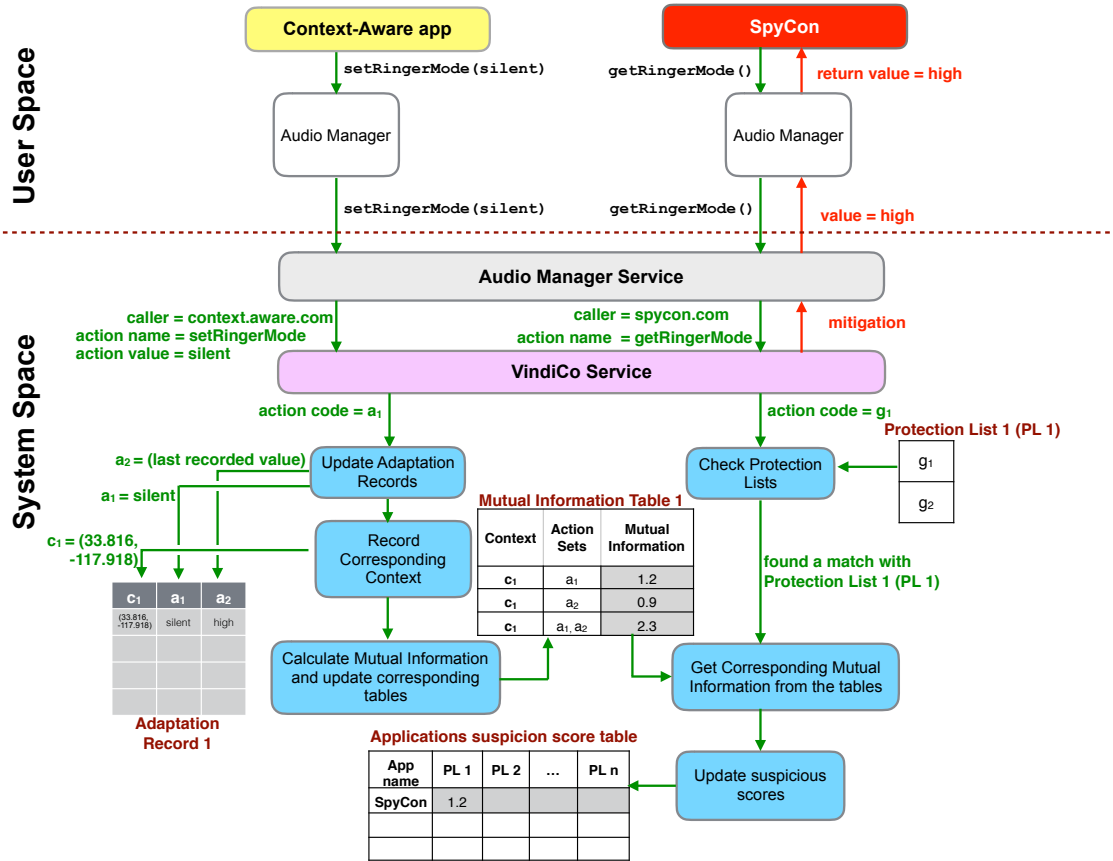 User Space
Context-Aware app
SpyCon
setRingerMode(silent)
getRingerMode()
return value = high
Audio Manager
Audio Manager
setRingerMode(silent)
getRingerMode()
value = high
System Space
Audio Manager Service
caller = context.aware.com
action name = setRingerMode
action value = silent
caller = spycon.com
action name = getRingerMode
mitigation
VindiCo Service
action code = a₁
action code = g₁
Protection List 1 (PL 1)
g₁
g₂
a₂ = (last recorded value)
Update Adaptation
Records
Check Protection
Lists
a₁ = silent
c₁ = (33.816,
-117.918)
Record
Corresponding
Context
Mutual Information Table 1
Context Action Sets Mutual Information
c₁ a₁ 1.2
c₁ a₂ 0.9
c₁ a₁, a₂ 2.3
found a match with
Protection List 1 (PL 1)
c₁ a₁ a₂
(33.816, -117.918) silent high
Adaptation
Record 1
Calculate Mutual Information
and update corresponding
tables
Get Corresponding Mutual
Information from the tables
Applications suspicion score table
App name PL 1 PL 2 ... PL n
SpyCon 1.2
Update suspicious
scores